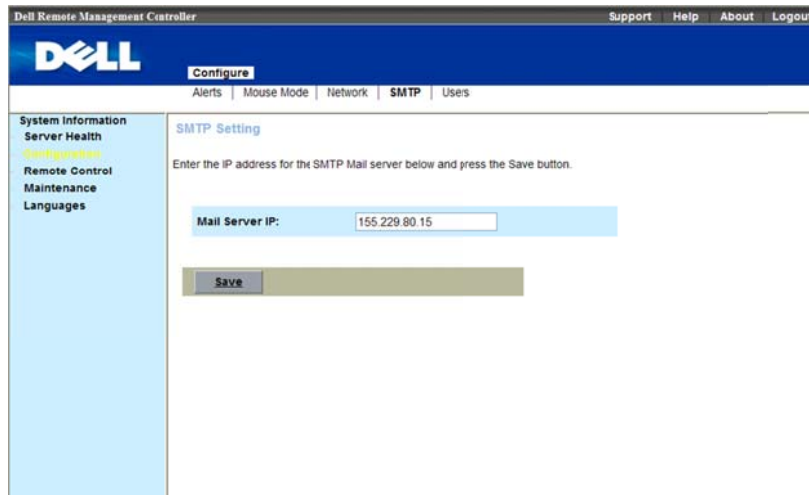 Dell Remote Management Controller
Support Help About Logout
DELL
Configure
Alerts | Mouse Mode | Network | SMTP | Users
System Information
Server Health
Configuration
Remote Control
Maintenance
Languages
SMTP Setting
Enter the IP address for the SMTP Mail server below and press the Save button.
Mail Server IP: 155.229.80.15
Save